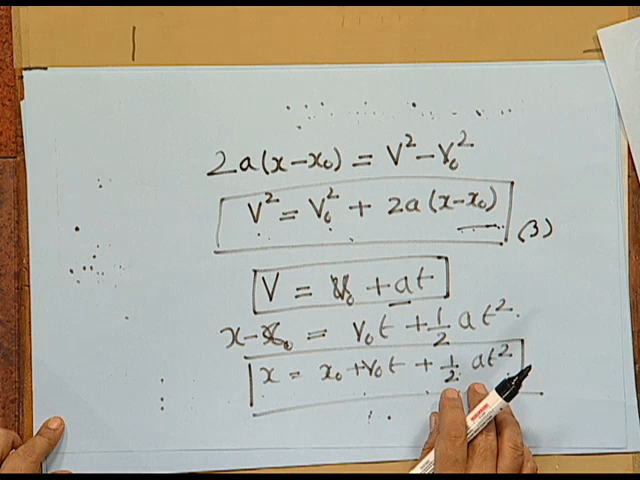 2a(x-x₀) = V² - V₀²
V² = V₀² + 2a(x-x₀)
(3)
V = V₀ + at
x-x₀ = V₀t + 1/2 at²
x = x₀ + V₀t + 1/2 at²